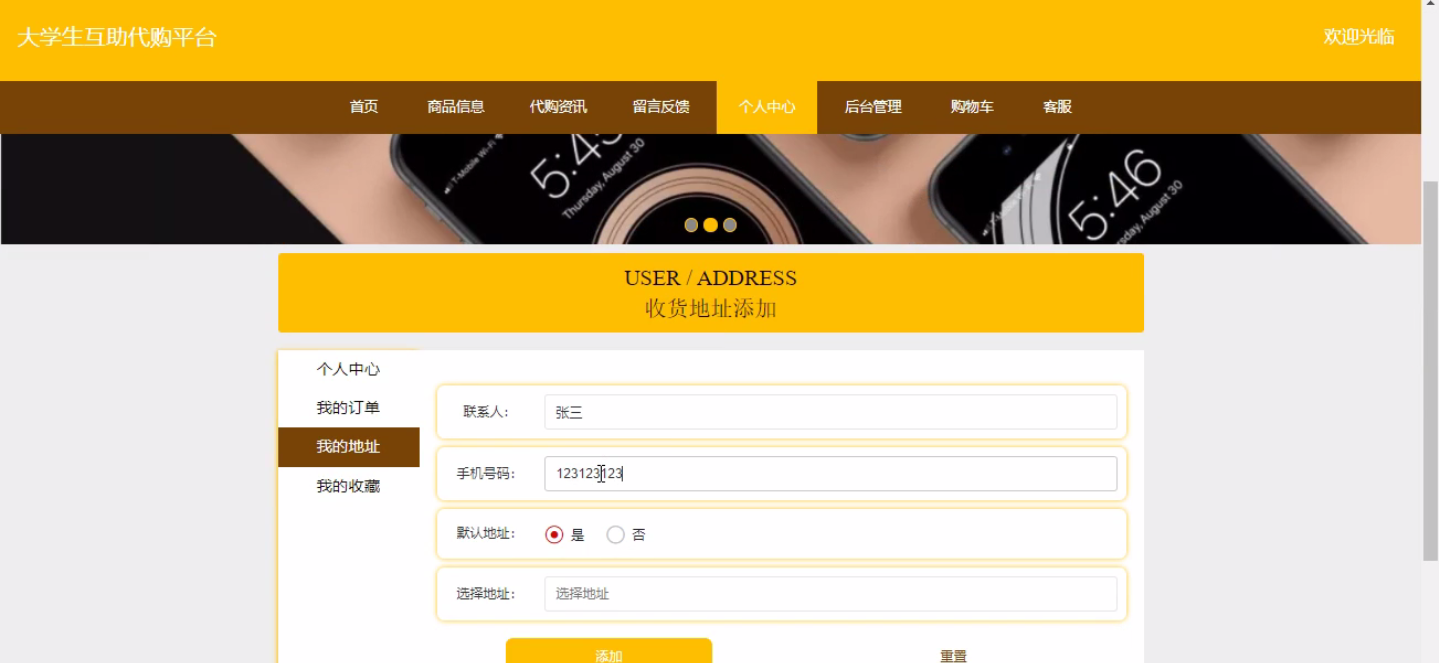 大学生互助代购平台
欢迎光临
首页 商品信息 代购资讯 留言反馈 个人中心 后台管理 购物车 客服
T-Mobile Wi-Fi
5:45
Thursday, August 30
5:46
day, August 30
USER / ADDRESS
收货地址添加
个人中心
我的订单
我的地址
我的收藏
联系人： 张三
手机号码： 123123123
默认地址： 是 否
选择地址： 选择地址
添加 重置